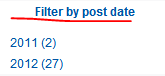 Filter by post date
2011 (2)
2012 (27)